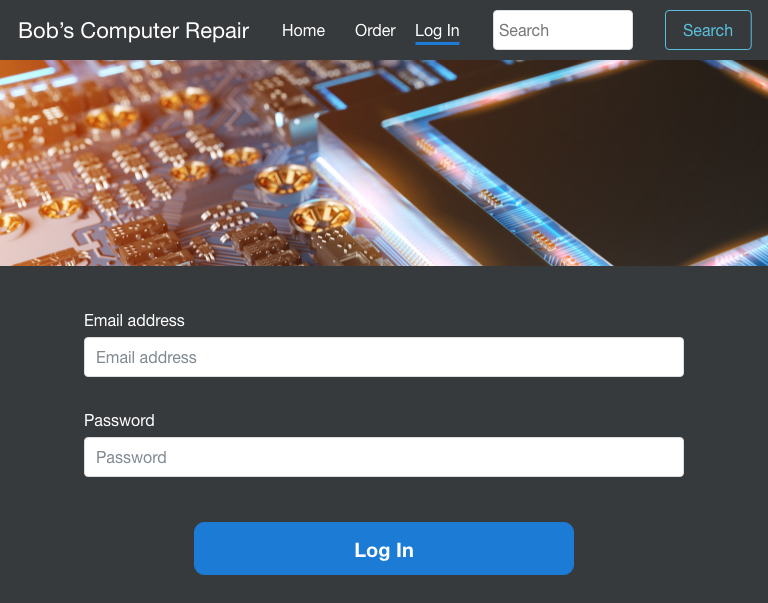 Bob’s Computer Repair Home Order Log In Search Search
Email address
Email address
Password
Password
Log In